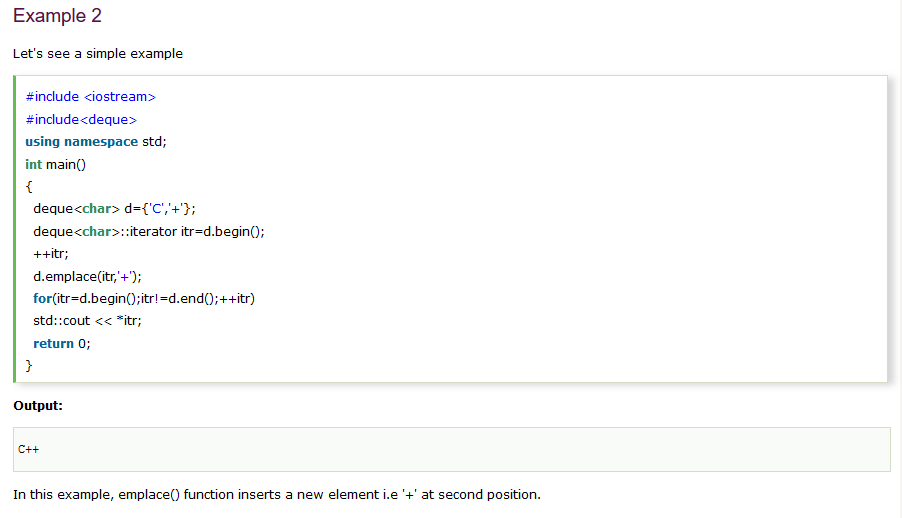 Example 2
Let's see a simple example
#include <iostream>
#include<deque>
using namespace std;
int main()
{
deque<char> d={'C','+'};
deque<char>::iterator itr=d.begin();
++itr;
d.emplace(itr,'+');
for(itr=d.begin();itr!=d.end();++itr)
std::cout << *itr;
return 0;
}
Output:
C++
In this example, emplace() function inserts a new element i.e '+' at second position.